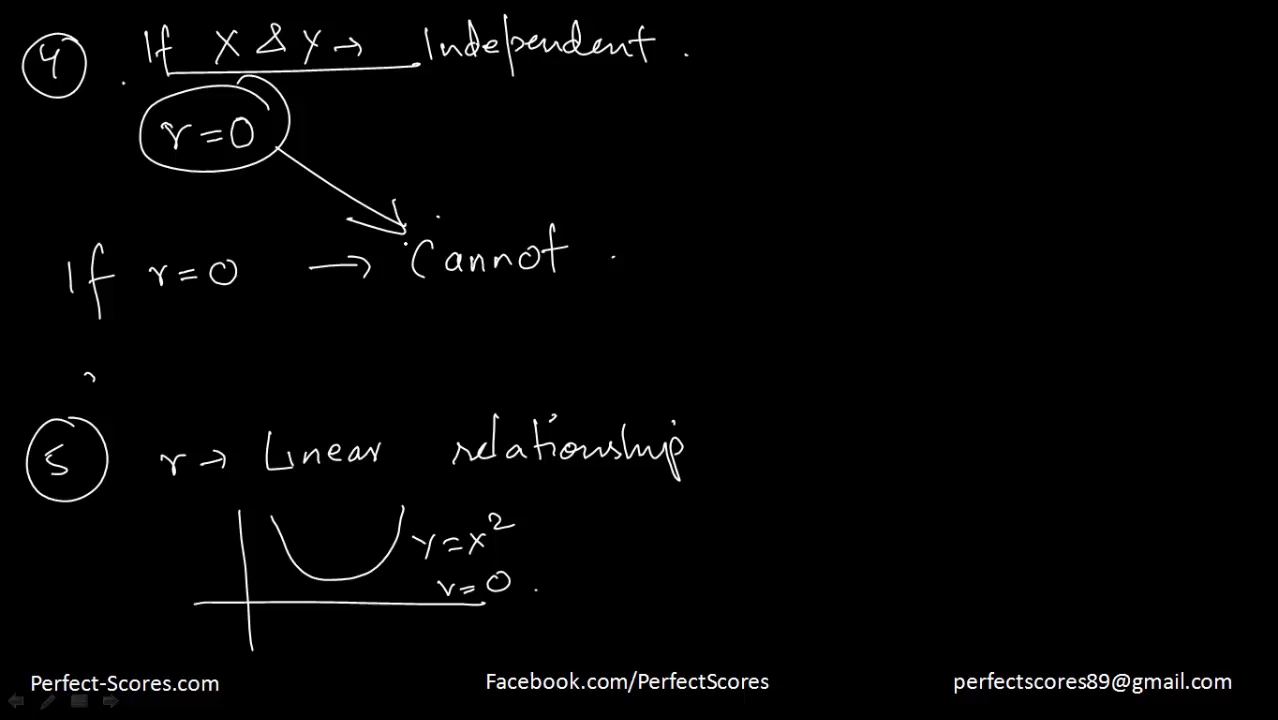 4 If X & Y → Independent.
r=0
If r=0 → Cannot.
5 r → Linear relationship
Y=X²
r=0.
Perfect-Scores.com Facebook.com/PerfectScores perfectscores89@gmail.com